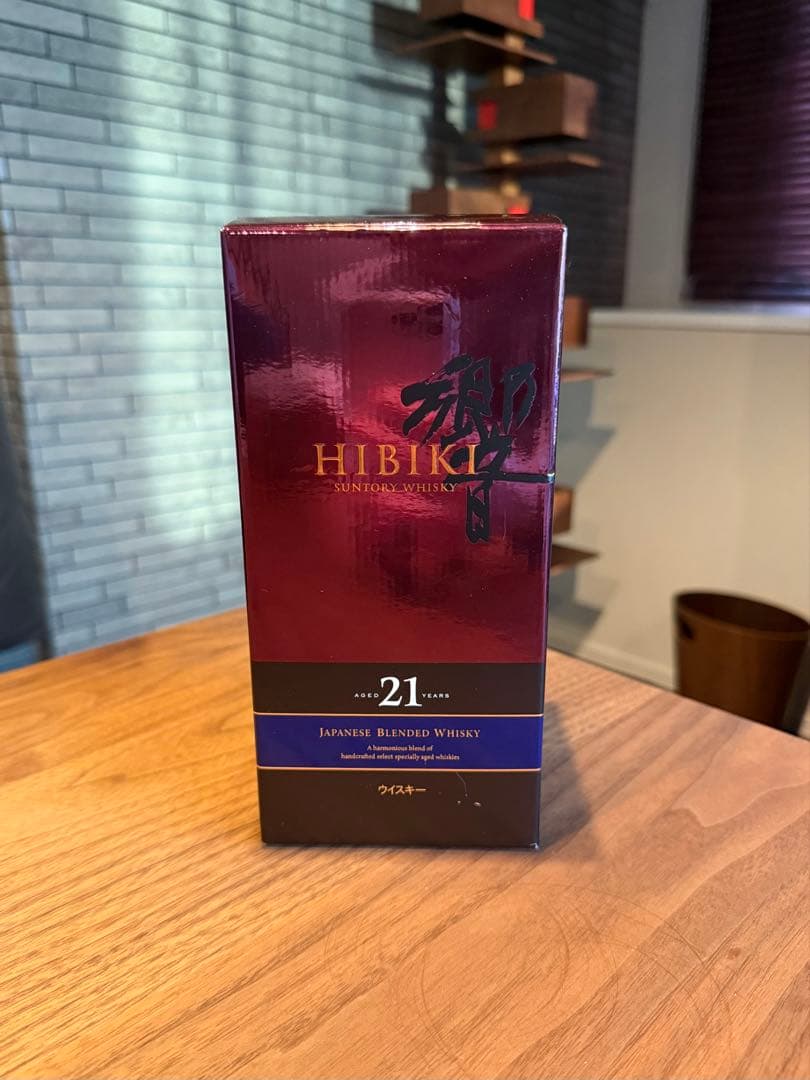 響
HIBIKI
SUNTORY WHISKY
AGED 21 YEARS
JAPANESE BLENDED WHISKY
A harmonious blend of
handcrafted select specially aged whiskies
ウイスキー